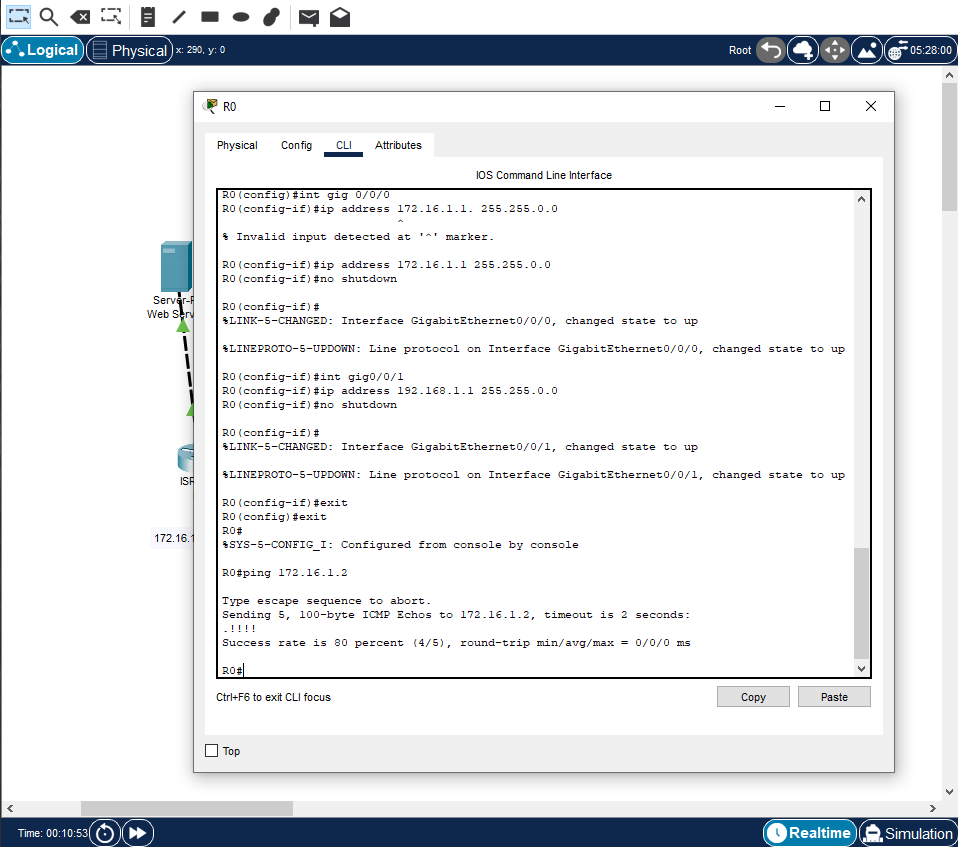 Logical
Physical
x: 290, y: 0
Root
05:28:00
R0
Physical
Config
CLI
Attributes
IOS Command Line Interface
R0(config)#int gig 0/0/0
R0(config-if)#ip address 172.16.1.1. 255.255.0.0
^
% Invalid input detected at '^' marker.
R0(config-if)#ip address 172.16.1.1 255.255.0.0
R0(config-if)#no shutdown
R0(config-if)#
%LINK-5-CHANGED: Interface GigabitEthernet0/0/0, changed state to up
%LINEPROTO-5-UPDOWN: Line protocol on Interface GigabitEthernet0/0/0, changed state to up
R0(config-if)#int gig0/0/1
R0(config-if)#ip address 192.168.1.1 255.255.0.0
R0(config-if)#no shutdown
R0(config-if)#
%LINK-5-CHANGED: Interface GigabitEthernet0/0/1, changed state to up
%LINEPROTO-5-UPDOWN: Line protocol on Interface GigabitEthernet0/0/1, changed state to up
R0(config-if)#exit
R0(config)#exit
R0#
%SYS-5-CONFIG_I: Configured from console by console
R0#ping 172.16.1.2
Type escape sequence to abort.
Sending 5, 100-byte ICMP Echos to 172.16.1.2, timeout is 2 seconds:
.!!!!
Success rate is 80 percent (4/5), round-trip min/avg/max = 0/0/0 ms
R0#
Ctrl+F6 to exit CLI focus
Copy
Paste
Top
Server-
Web Serv
ISP
172.16.1
Time: 00:10:53
Realtime
Simulation